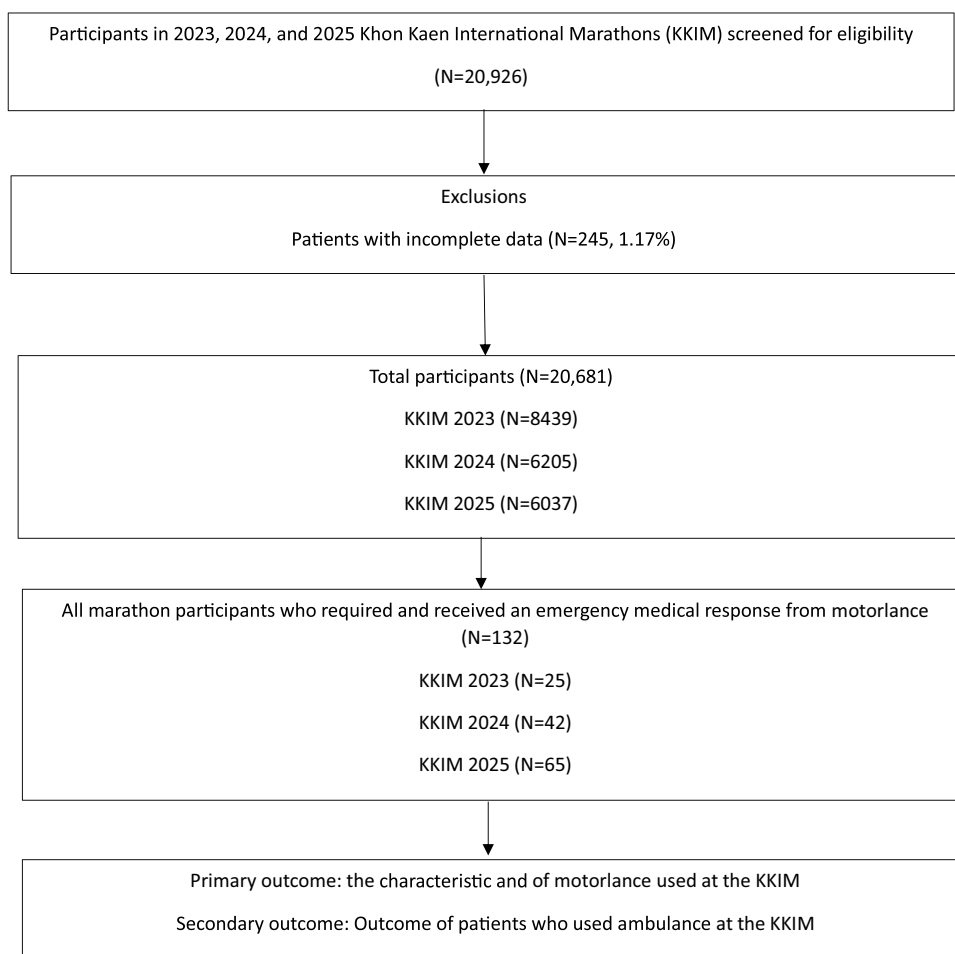 Participants in 2023, 2024, and 2025 Khon Kaen International Marathons (KKIM) screened for eligibility
(N=20,926)
Exclusions
Patients with incomplete data (N=245, 1.17%)
Total participants (N=20,681)
KKIM 2023 (N=8439)
KKIM 2024 (N=6205)
KKIM 2025 (N=6037)
All marathon participants who required and received an emergency medical response from motorlance
(N=132)
KKIM 2023 (N=25)
KKIM 2024 (N=42)
KKIM 2025 (N=65)
Primary outcome: the characteristic and of motorlance used at the KKIM
Secondary outcome: Outcome of patients who used ambulance at the KKIM